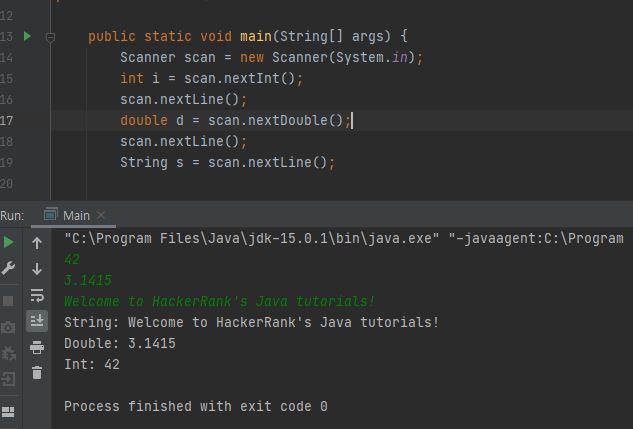 12
13 public static void main(String[] args) {
14 Scanner scan = new Scanner(System.in);
15 int i = scan.nextInt();
16 scan.nextLine();
17 double d = scan.nextDouble();
18 scan.nextLine();
19 String s = scan.nextLine();
20
Run: Main ×
"C:\Program Files\Java\jdk-15.0.1\bin\java.exe" "-javaagent:C:\Program
42
3.1415
Welcome to HackerRank's Java tutorials!
String: Welcome to HackerRank's Java tutorials!
Double: 3.1415
Int: 42
Process finished with exit code 0